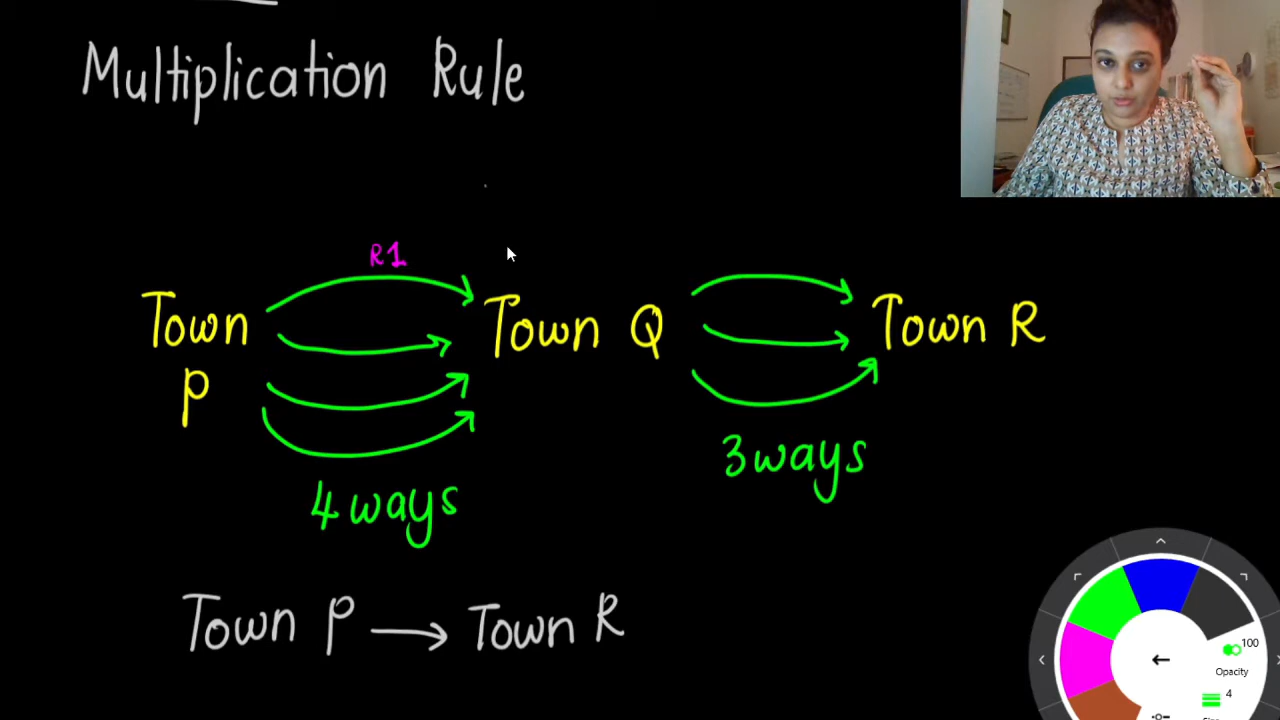 Multiplication Rule
R1
Town P
Town Q
Town R
4 ways
3 ways
Town P → Town R
100
Opacity
4